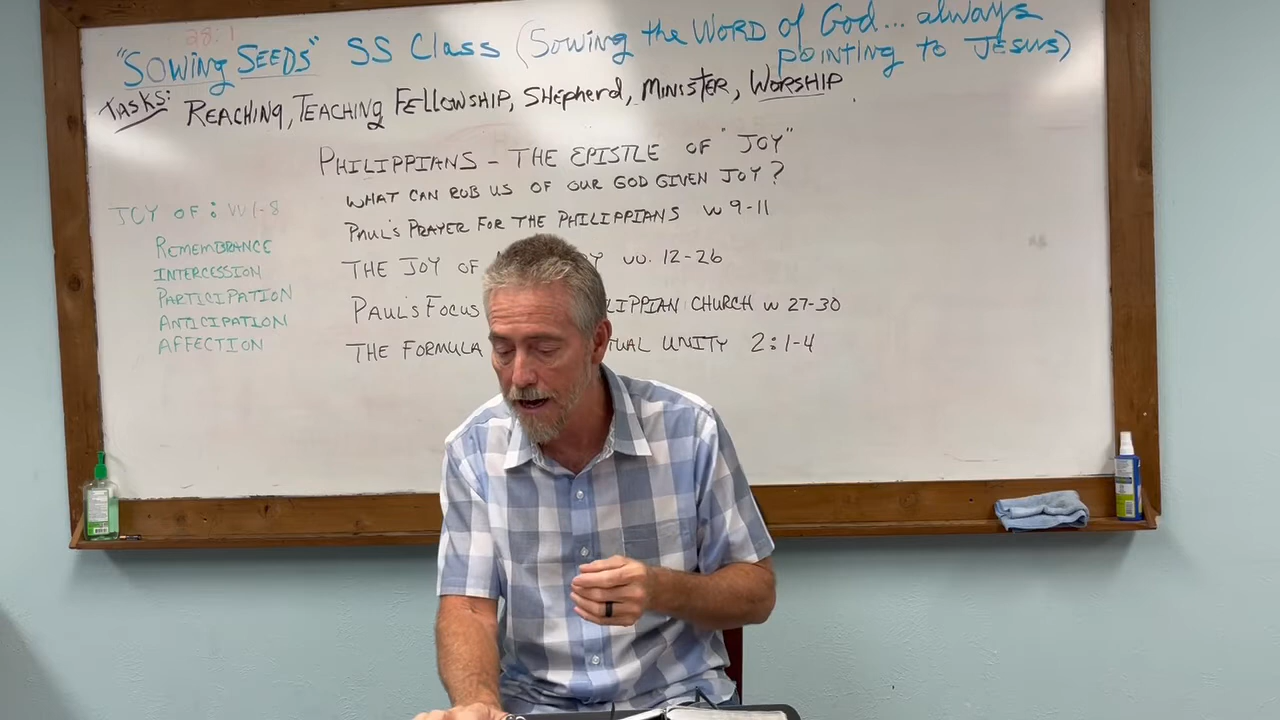 28:1
"Sowing Seeds" SS Class (Sowing the Word of God... always
pointing to Jesus)
Tasks: Reaching, Teaching Fellowship, Shepherd, Minister, Worship
Philippians - The Epistle of "Joy"
What can rob us of our God given joy?
Joy of: vv 1-8
Paul's Prayer for the Philippians vv 9-11
Remembrance
The Joy of vv. 12-26
Intercession
Participation
Paul's Focus Church vv 27-30
Anticipation
The Formula Unity 2:1-4
Affection